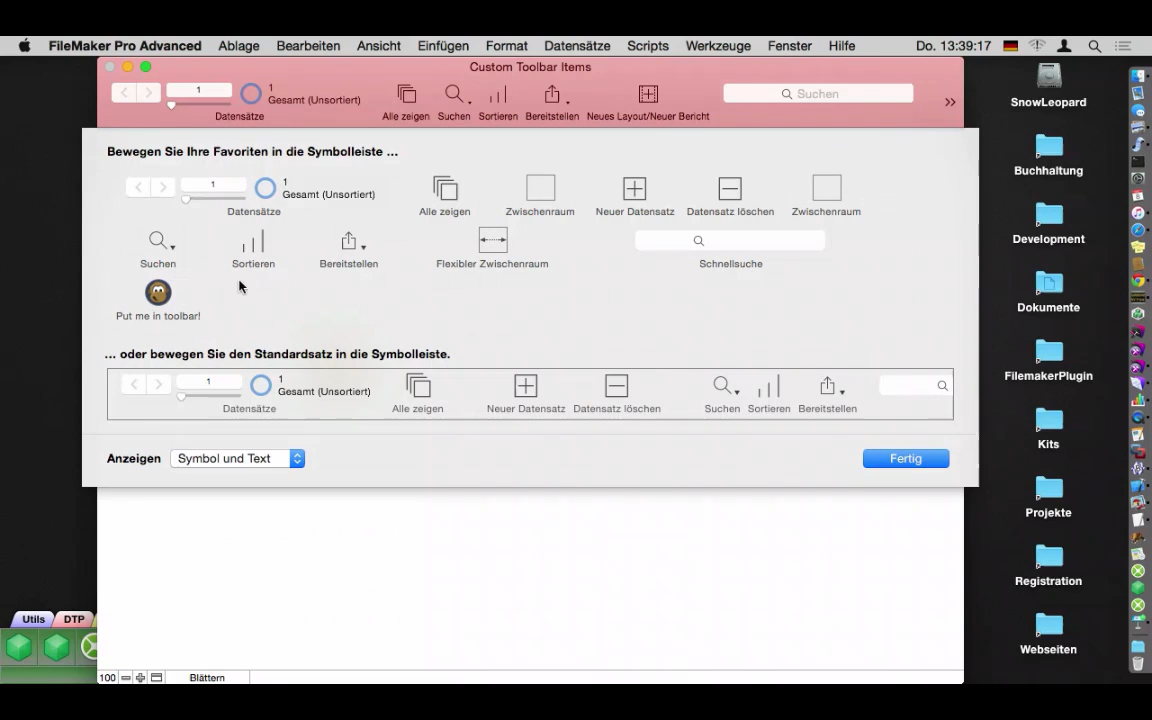 FileMaker Pro Advanced Ablage Bearbeiten Ansicht Einfügen Format Datensätze Scripts Werkzeuge Fenster Hilfe Do. 13:39:17
Custom Toolbar Items
1
1
Gesamt (Unsortiert)
Datensätze
Alle zeigen
Suchen
Sortieren
Bereitstellen
Neues Layout/Neuer Bericht
Suchen
Bewegen Sie Ihre Favoriten in die Symbolleiste ...
1
1
Gesamt (Unsortiert)
Datensätze
Alle zeigen
Zwischenraum
Neuer Datensatz
Datensatz löschen
Zwischenraum
Suchen
Sortieren
Bereitstellen
Flexibler Zwischenraum
Schnellsuche
Put me in toolbar!
... oder bewegen Sie den Standardsatz in die Symbolleiste.
1
1
Gesamt (Unsortiert)
Datensätze
Alle zeigen
Neuer Datensatz
Datensatz löschen
Suchen
Sortieren
Bereitstellen
Anzeigen
Symbol und Text
Fertig
SnowLeopard
Buchhaltung
Development
Dokumente
FilemakerPlugin
Kits
Projekte
Registration
Webseiten
Utils
DTP
100
Blättern